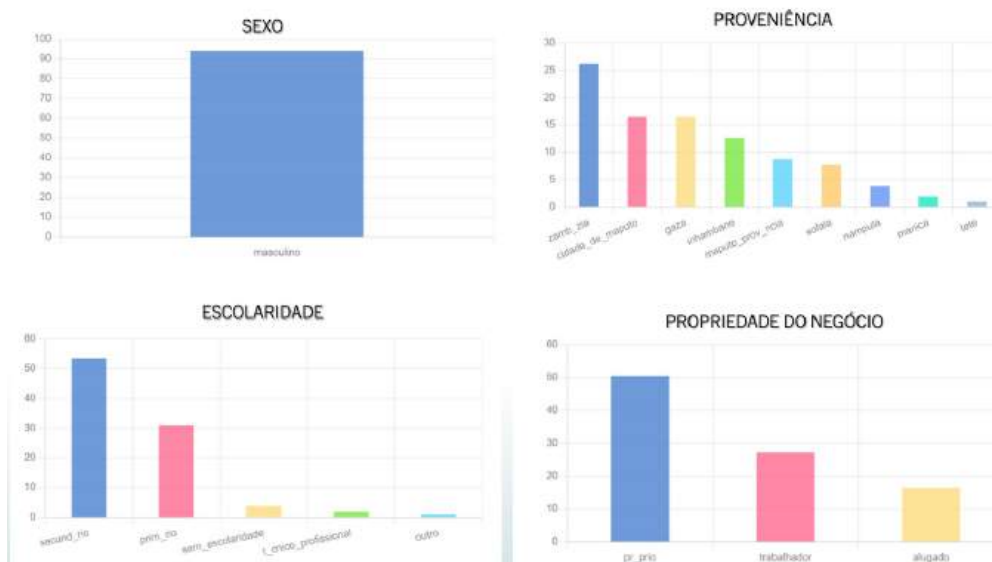 SEXO
100
90
80
70
60
50
40
30
20
10
0
masculino
PROVENIÊNCIA
30
25
20
15
10
5
0
zamb_zia
cidade_de_maputo
gaza
inhambane
maputo_prov_ncia
sofala
nampula
manica
tete
ESCOLARIDADE
60
50
40
30
20
10
0
secund_rio
prim_rio
sem_escolaridade
t_cnico_profissional
outro
PROPRIEDADE DO NEGÓCIO
60
50
40
30
20
10
0
pr_prio
trabalhador
alugado